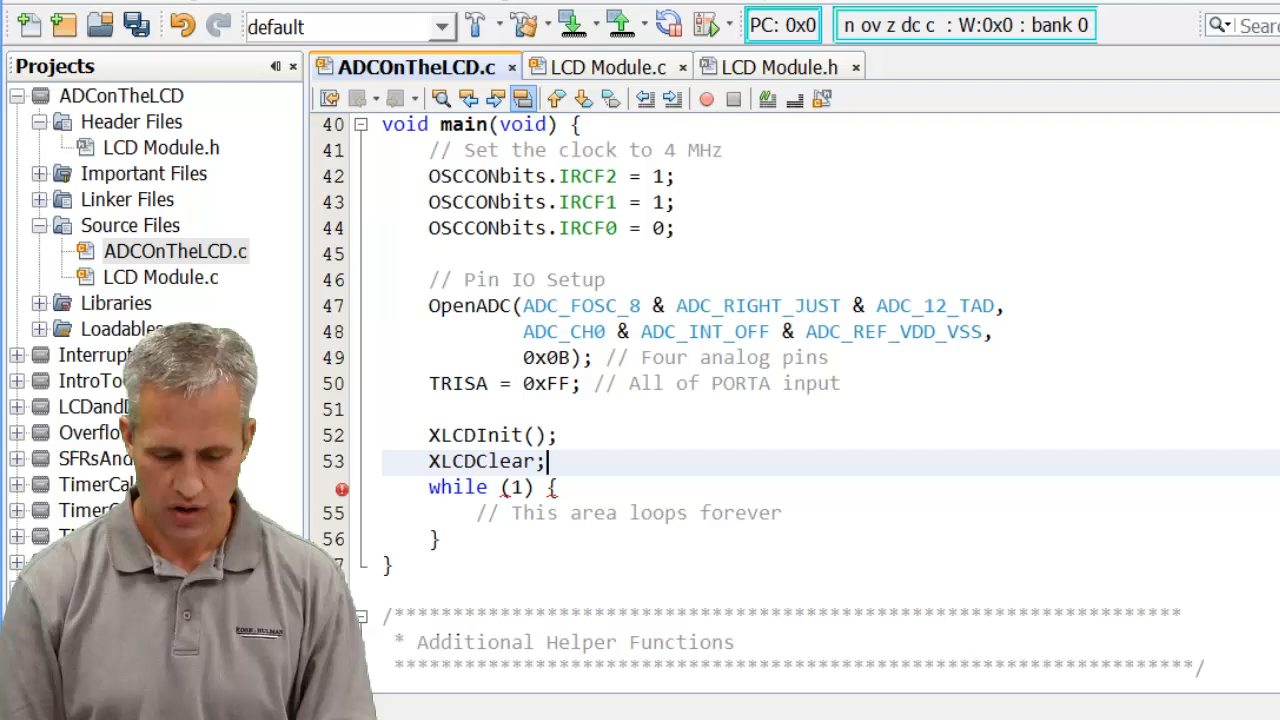 default
PC: 0x0
n ov z dc c : W:0x0 : bank 0
Projects
ADCOnTheLCD.c
LCD Module.c
LCD Module.h
ADConTheLCD
Header Files
LCD Module.h
Important Files
Linker Files
Source Files
ADCOnTheLCD.c
LCD Module.c
Libraries
40 void main(void) {
41 // Set the clock to 4 MHz
42 OSCCONbits.IRCF2 = 1;
43 OSCCONbits.IRCF1 = 1;
44 OSCCONbits.IRCF0 = 0;
45
46 // Pin IO Setup
47 OpenADC(ADC_FOSC_8 & ADC_RIGHT_JUST & ADC_12_TAD,
48 ADC_CH0 & ADC_INT_OFF & ADC_REF_VDD_VSS,
49 0x0B); // Four analog pins
50 TRISA = 0xFF; // All of PORTA input
51
52 XLCDInit();
53 XLCDClear;
while (1) {
55 // This area loops forever
56 }
}
/*******************************************************************
* Additional Helper Functions
********************************************************************/